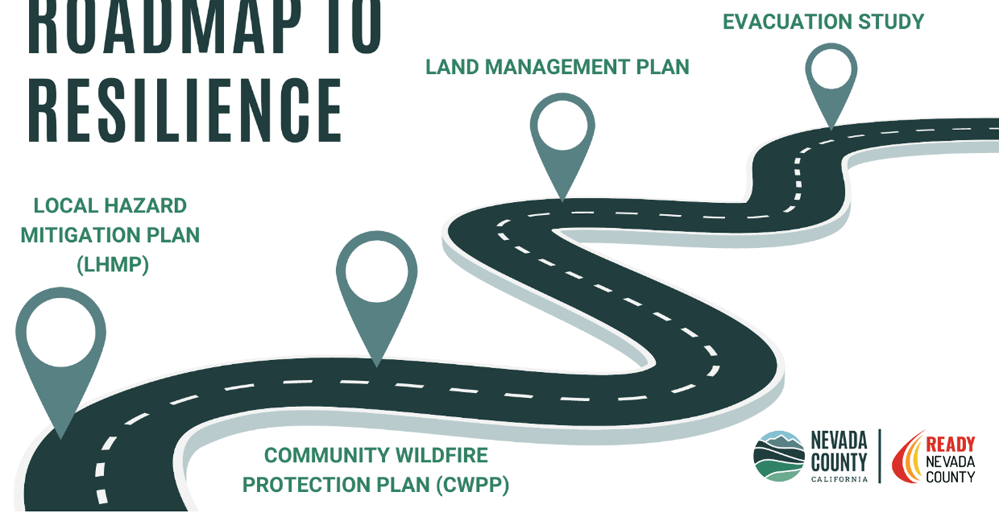 ROADMAP TO
RESILIENCE
EVACUATION STUDY
LAND MANAGEMENT PLAN
LOCAL HAZARD
MITIGATION PLAN
(LHMP)
COMMUNITY WILDFIRE
PROTECTION PLAN (CWPP)
NEVADA
COUNTY
CALIFORNIA
READY
NEVADA
COUNTY